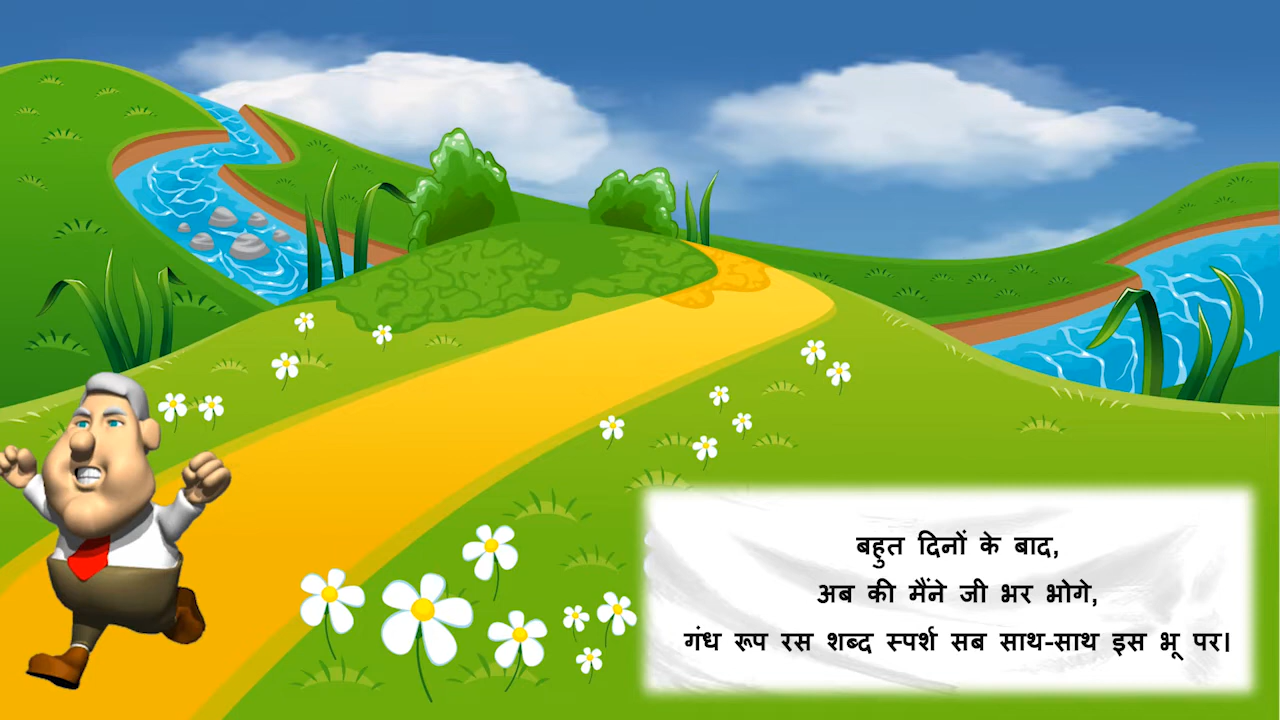 बहुत दिनों के बाद,
अब की मैंने जी भर भोगे,
गंध रूप रस शब्द स्पर्श सब साथ-साथ इस भू पर।